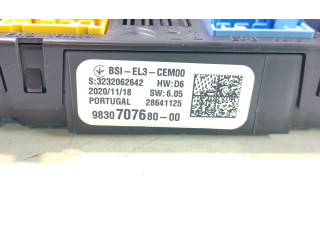 BSI-EL3-CEM00
S:3232062642 HW:D6
2020/11/18 SW:6.05
PORTUGAL 28641125
9830707680-00